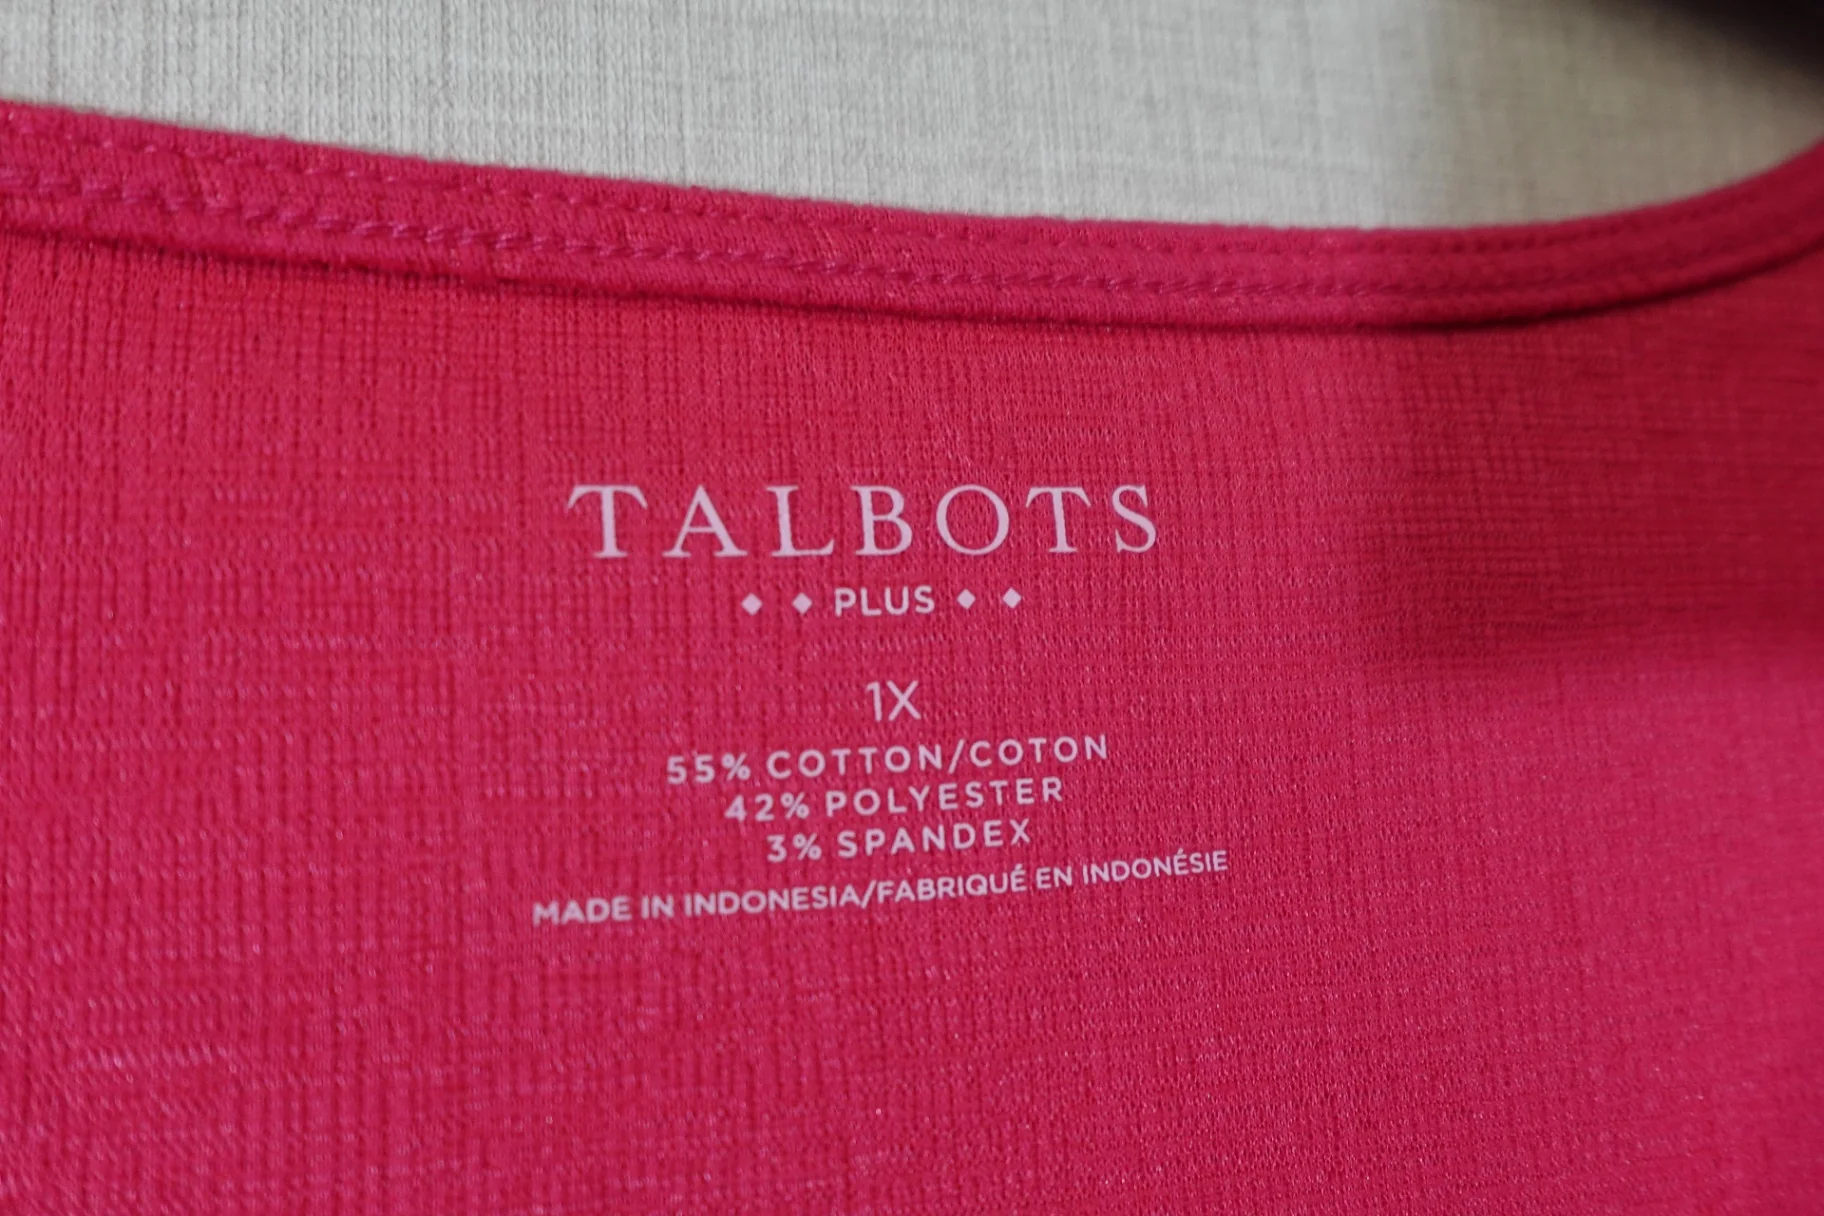 TALBOTS
PLUS
1X
55% COTTON/COTON
42% POLYESTER
3% SPANDEX
MADE IN INDONESIA/FABRIQUÉ EN INDONÉSIE